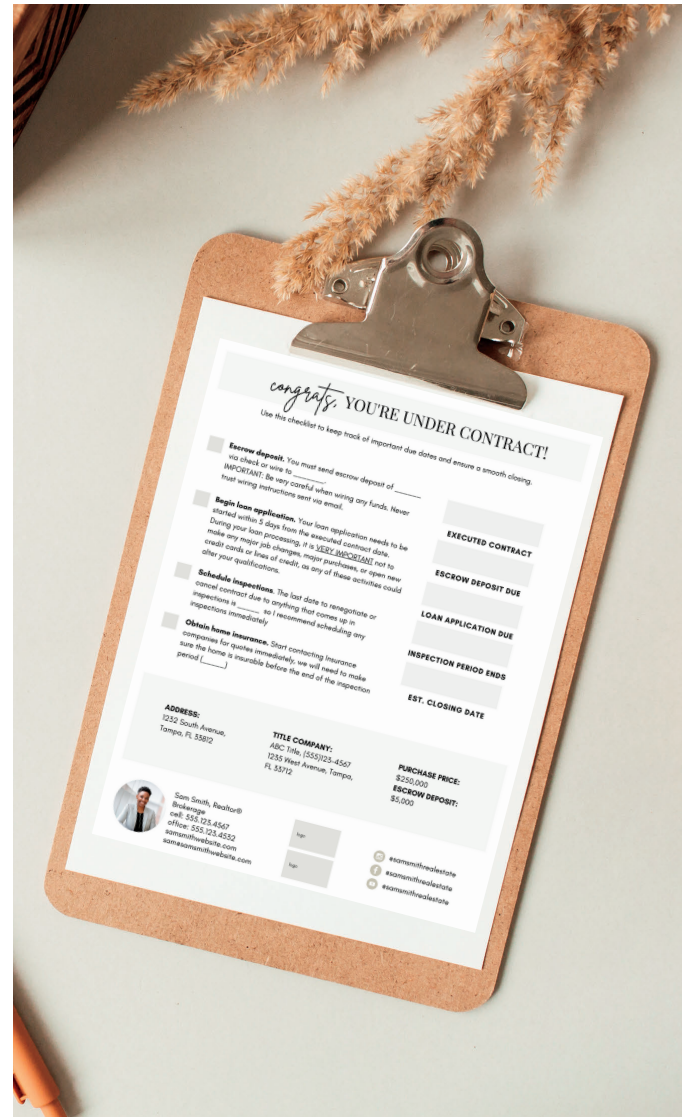 congrats, YOU'RE UNDER CONTRACT!
Use this checklist to keep track of important due dates and ensure a smooth closing.
Escrow deposit. You must send escrow deposit of ______
via check or wire to ________.
IMPORTANT: Be very careful when wiring any funds. Never
trust wiring instructions sent via email.
Begin loan application. Your loan application needs to be
started within 5 days from the executed contract date.
During your loan processing, it is VERY IMPORTANT not to
make any major job changes, major purchases, or open new
credit cards or lines of credit, as any of these activities could
alter your qualifications.
Schedule inspections. The last date to renegotiate or
cancel contract due to anything that comes up in
inspections is ______ so I recommend scheduling any
inspections immediately
Obtain home insurance. Start contacting Insurance
companies for quotes immediately, we will need to make
sure the home is insurable before the end of the inspection
period (______)
EXECUTED CONTRACT
ESCROW DEPOSIT DUE
LOAN APPLICATION DUE
INSPECTION PERIOD ENDS
EST. CLOSING DATE
ADDRESS:
1232 South Avenue,
Tampa, FL 33812
TITLE COMPANY:
ABC Title, (555)123-4567
1235 West Avenue, Tampa,
FL 33712
PURCHASE PRICE:
$250,000
ESCROW DEPOSIT:
$5,000
Sam Smith, Realtor®
Brokerage
cell: 555.123.4567
office: 555.123.4532
samsmithwebsite.com
sam@samsmithwebsite.com
logo
logo
#samsmithrealestate
#samsmithrealestate
#samsmithrealestate